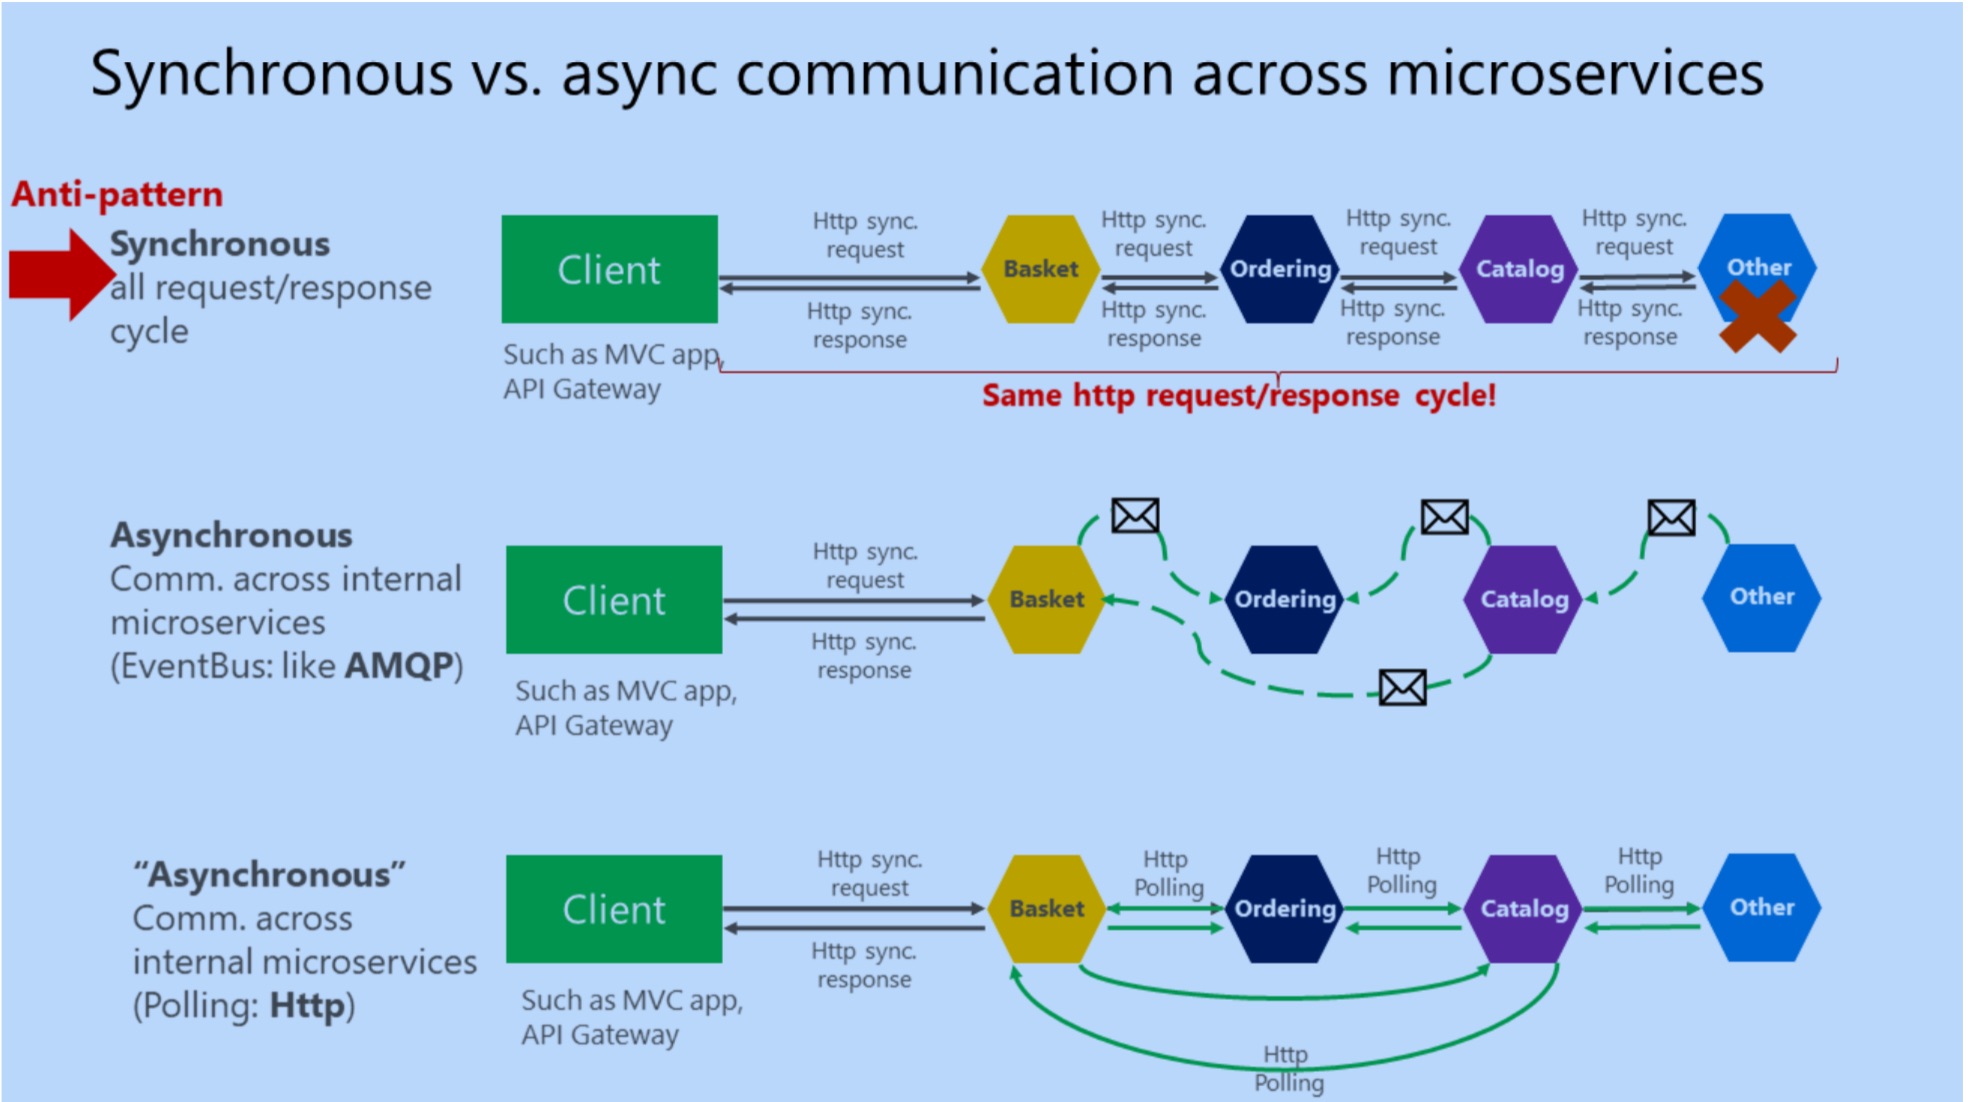 Synchronous vs. async communication across microservices
Anti-pattern
Synchronous
all request/response
cycle
Client
Such as MVC app,
API Gateway
Http sync.
request
Http sync.
response
Basket
Http sync.
request
Http sync.
response
Ordering
Http sync.
request
Http sync.
response
Catalog
Http sync.
request
Http sync.
response
Other
Same http request/response cycle!
Asynchronous
Comm. across internal
microservices
(EventBus: like AMQP)
Client
Such as MVC app,
API Gateway
Http sync.
request
Http sync.
response
Basket
Ordering
Catalog
Other
“Asynchronous”
Comm. across
internal microservices
(Polling: Http)
Client
Such as MVC app,
API Gateway
Http sync.
request
Http sync.
response
Basket
Http
Polling
Ordering
Http
Polling
Catalog
Http
Polling
Other
Http
Polling